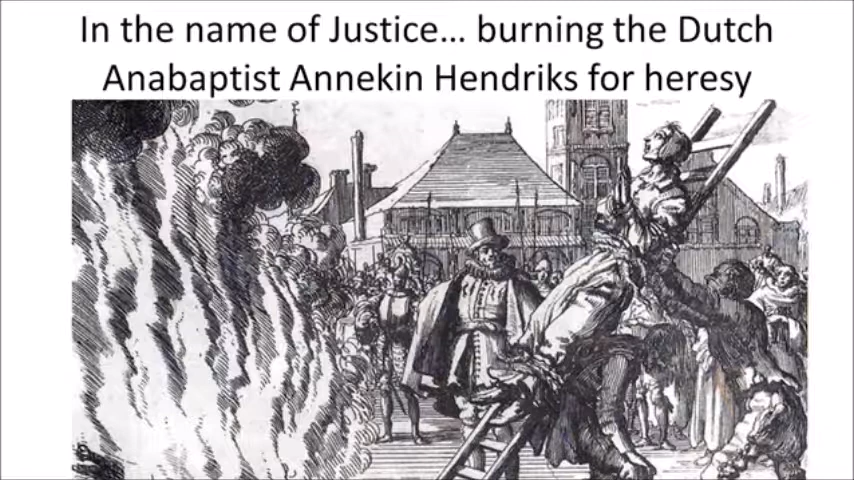 In the name of Justice... burning the Dutch
Anabaptist Annekin Hendriks for heresy